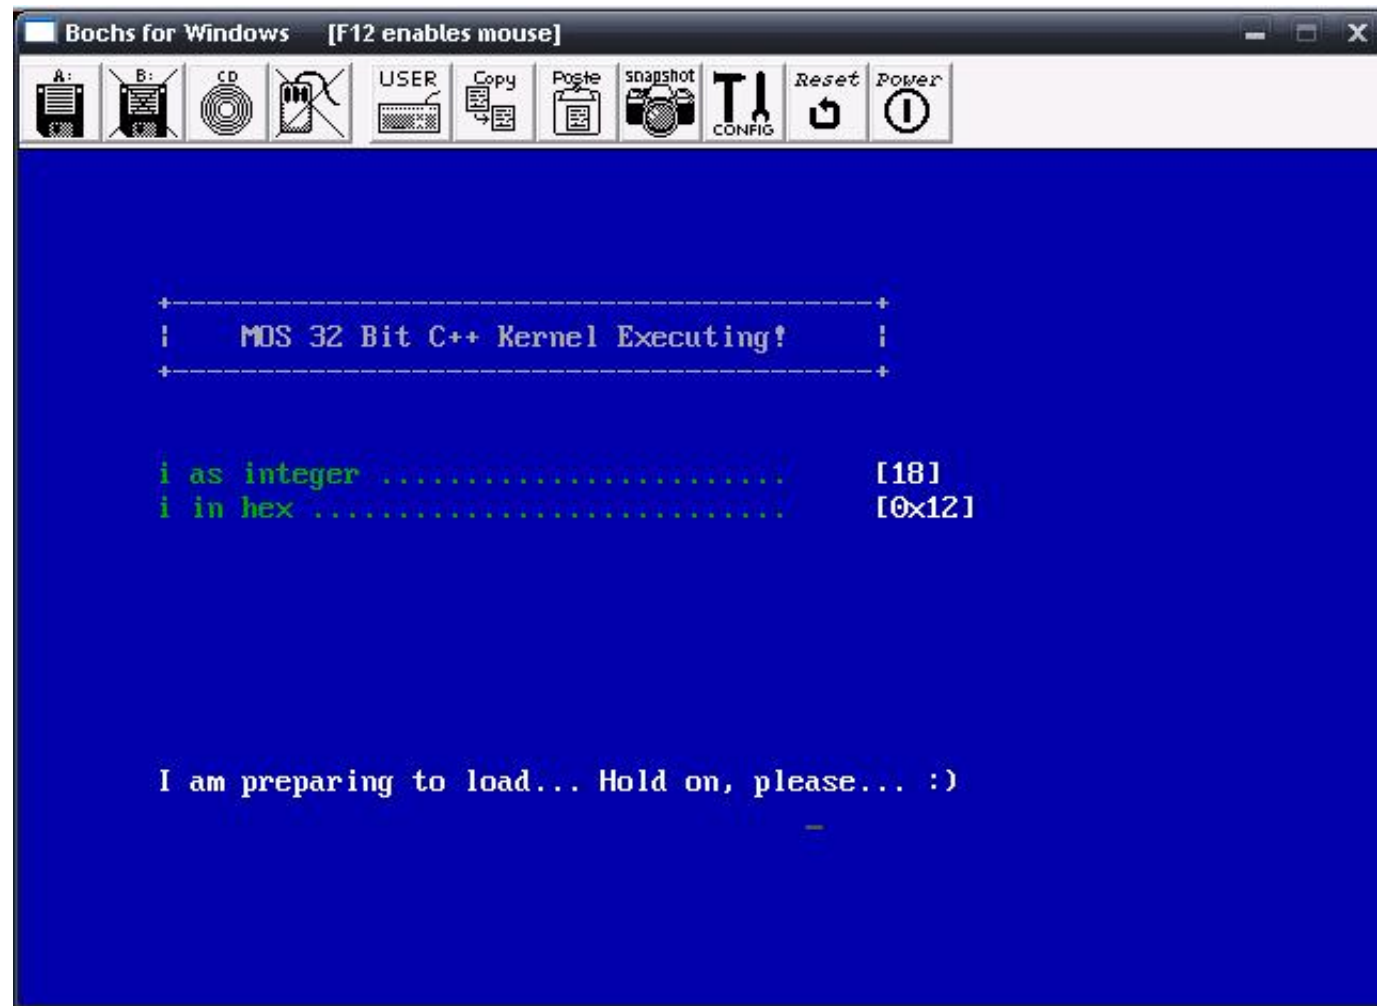 Bochs for Windows [F12 enables mouse]
A: B: CD USER Copy Poste snapshot CONFIG Reset Power
+-----------------------------------------+
| MOS 32 Bit C++ Kernel Executing! |
+-----------------------------------------+
i as integer ........................ [18]
i in hex ............................ [0x12]
I am preparing to load... Hold on, please... :)
_